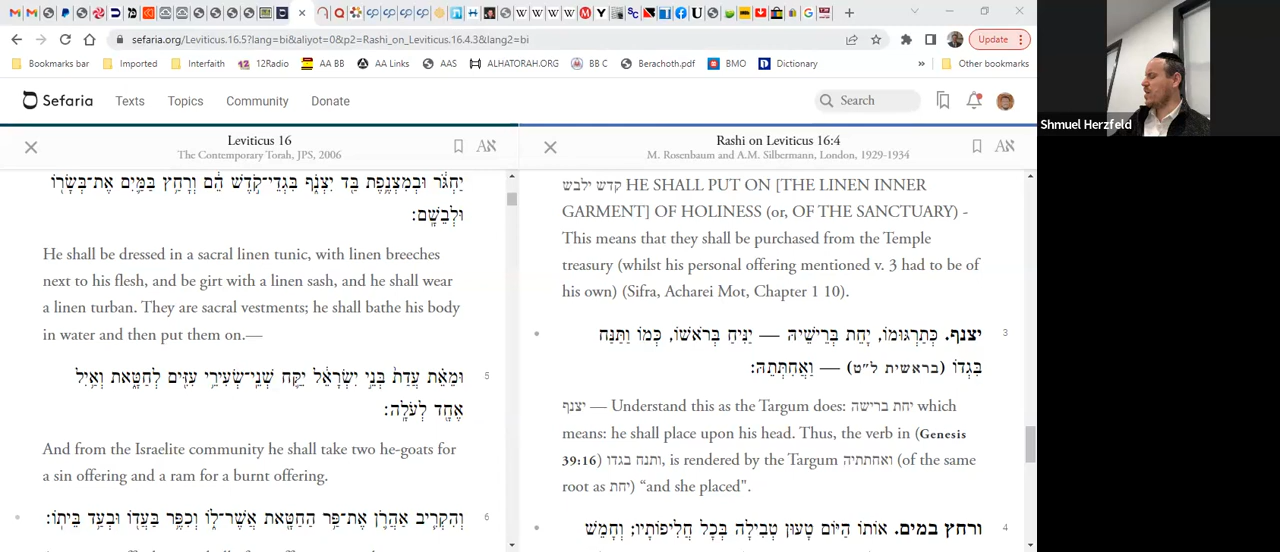 Update
sefaria.org/Leviticus.16.5?lang=bi&aliyot=0&p2=Rashi_on_Leviticus.16.4.3&lang2=bi
Bookmarks bar
Imported
Interfaith
12Radio
AA BB
AA Links
AAS
ALHATORAH.ORG
BB C
Berachoth.pdf
BMO
Dictionary
»
Other bookmarks
Sefaria
Texts
Topics
Community
Donate
Search
Shmuel Herzfeld
Leviticus 16
The Contemporary Torah, JPS, 2006
יַחְגֹּ֔ר וּבְמִצְנֶ֥פֶת בַּ֖ד יִצְנֹ֑ף בִּגְדֵי־קֹ֣דֶשׁ הֵ֔ם וְרָחַ֥ץ בַּמַּ֛יִם אֶת־בְּשָׂר֖וֹ
וּלְבֵשָֽׁם׃
He shall be dressed in a sacral linen tunic, with linen breeches
next to his flesh, and be girt with a linen sash, and he shall wear
a linen turban. They are sacral vestments; he shall bathe his body
in water and then put them on.—
5
וּמֵאֵ֗ת עֲדַת֙ בְּנֵ֣י יִשְׂרָאֵ֔ל יִקַּ֛ח שְׁנֵֽי־שְׂעִירֵ֥י עִזִּ֖ים לְחַטָּ֑את וְאַ֥יִל
אֶחָ֖ד לְעֹלָֽה׃
And from the Israelite community he shall take two he-goats for
a sin offering and a ram for a burnt offering.
6
וְהִקְרִ֧יב אַהֲרֹ֛ן אֶת־פַּ֥ר הַחַטָּ֖את אֲשֶׁר־ל֑וֹ וְכִפֶּ֥ר בַּעֲד֖וֹ וּבְעַ֥ד בֵּיתֽוֹ׃
Rashi on Leviticus 16:4
M. Rosenbaum and A.M. Silbermann, London, 1929-1934
קדש ילבש HE SHALL PUT ON [THE LINEN INNER
GARMENT] OF HOLINESS (or, OF THE SANCTUARY) -
This means that they shall be purchased from the Temple
treasury (whilst his personal offering mentioned v. 3 had to be of
his own) (Sifra, Acharei Mot, Chapter 1 10).
3
יצנף. כְּתַרְגּוּמוֹ, יָחֵת בְּרֵישֵׁיהּ — יַנִּיחַ בְּרֹאשׁוֹ, כְּמוֹ וַתַּנַּח
בִּגְדוֹ (בראשית ל״ט) — וַאֲחִתְּתֵהּ:
יצנף — Understand this as the Targum does: יחת ברישה which
means: he shall place upon his head. Thus, the verb in (Genesis
39:16) ותנח בגדו, is rendered by the Targum ואחתתיה (of the same
root as יחת) “and she placed".
4
ורחץ במים. אוֹתוֹ הַיּוֹם טָעוּן טְבִילָה בְּכָל חֲלִיפוֹתָיו; וְחָמֵשׁ